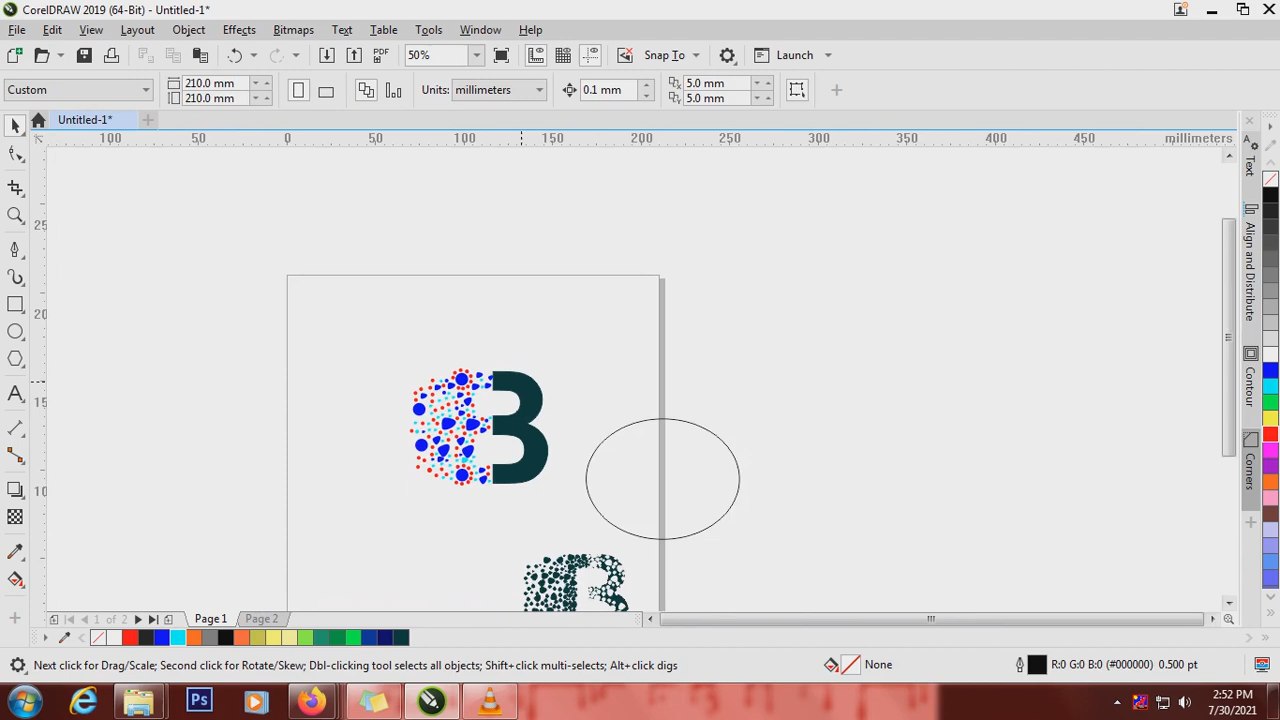 CorelDRAW 2019 (64-Bit) - Untitled-1*
File Edit View Layout Object Effects Bitmaps Text Table Tools Window Help
PDF 50% Snap To Launch
Custom 210.0 mm 210.0 mm Units: millimeters 0.1 mm 5.0 mm 5.0 mm
Untitled-1*
100 50 0 50 100 150 200 250 300 350 400 450 millimeters
25
20
15
10
B
Text
Align and Distribute
Contour
Corners
1 of 2 Page 1 Page 2
Next click for Drag/Scale; Second click for Rotate/Skew; Dbl-clicking tool selects all objects; Shift+click multi-selects; Alt+click digs None R:0 G:0 B:0 (#000000) 0.500 pt
Ps 2:52 PM
7/30/2021